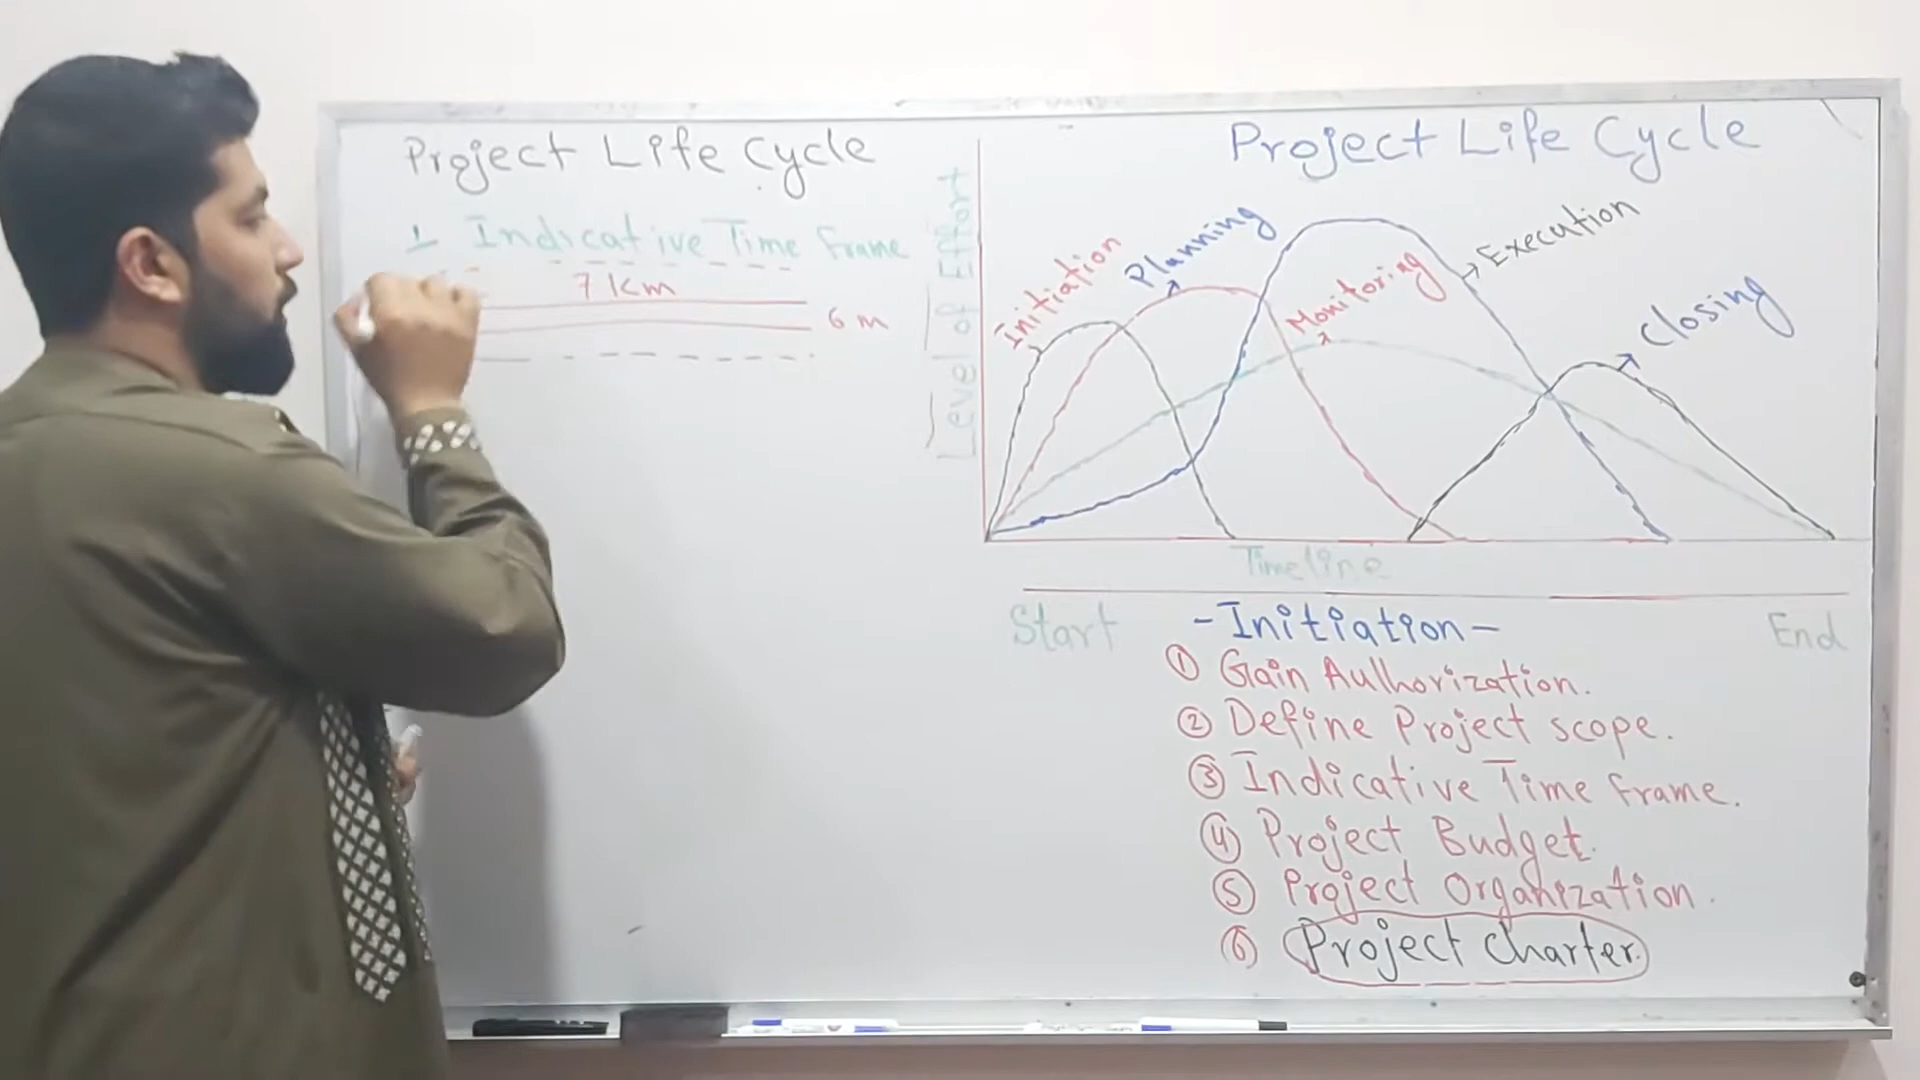 Project Life Cycle
1 Indicative Time frame
7 Km
6 m
Project Life Cycle
Level of Effort
Initiation
Planning
Monitoring
Execution
Closing
Timeline
Start
End
- Initiation -
① Gain Authorization.
② Define Project scope.
③ Indicative Time frame.
④ Project Budget.
⑤ Project Organization.
⑥ Project Charter.